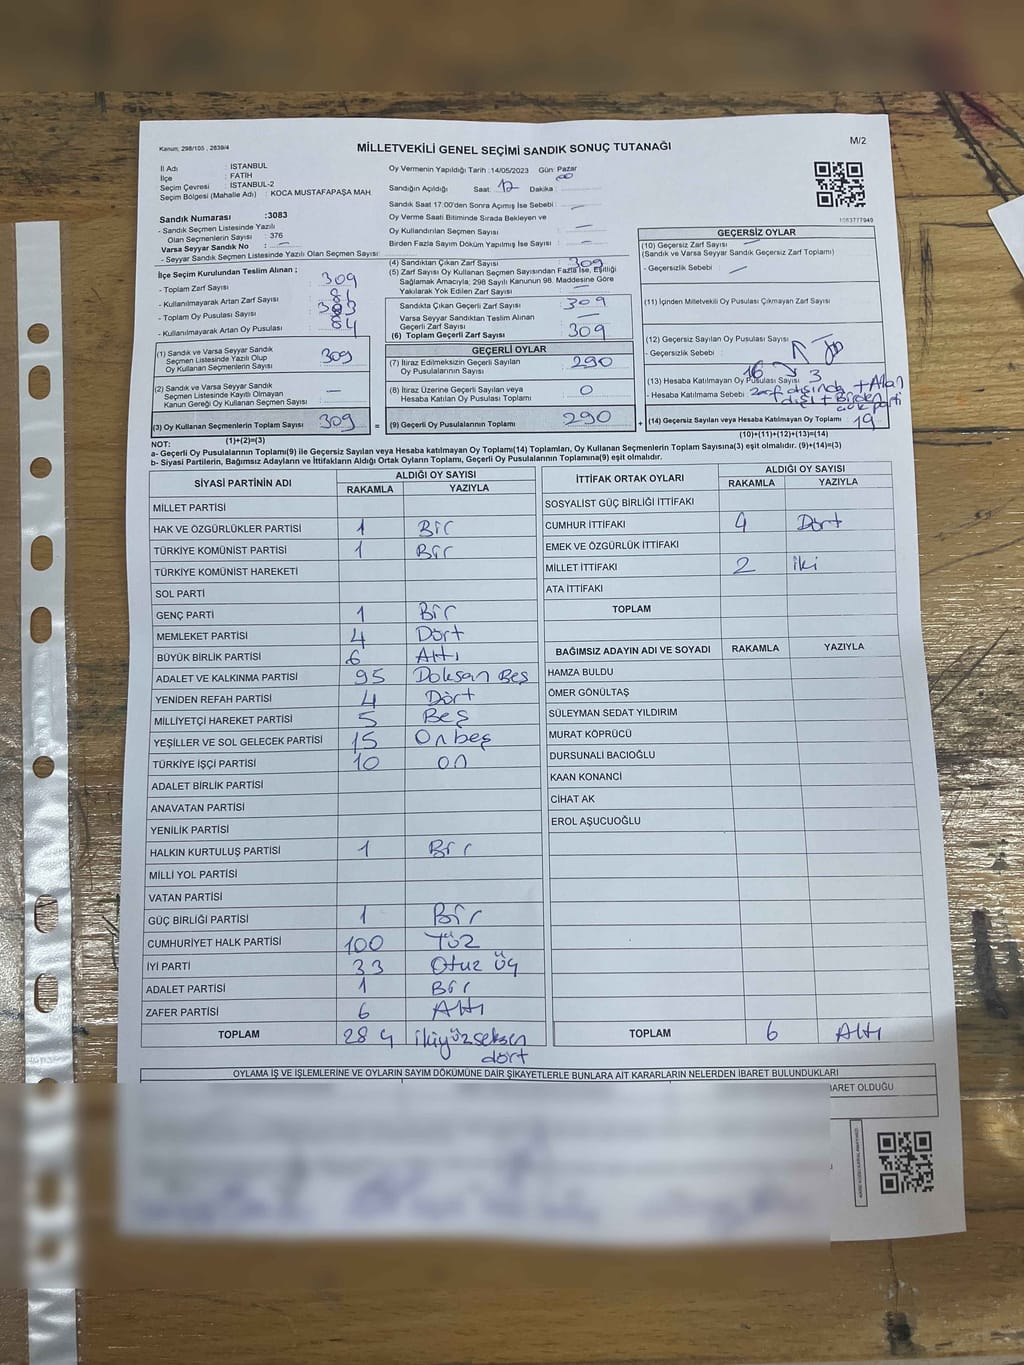 Kanun; 298/105 , 2839/4
MİLLETVEKİLİ GENEL SEÇİMİ SANDIK SONUÇ TUTANAĞI
M/2
İl Adı : İSTANBUL
İlçe : FATİH
Seçim Çevresi : İSTANBUL-2
Seçim Bölgesi (Mahalle Adı) : KOCA MUSTAFAPAŞA MAH.
Sandık Numarası :3083
- Sandık Seçmen Listesinde Yazılı
Olan Seçmenlerin Sayısı : 376
Varsa Seyyar Sandık No : —
- Seyyar Sandık Seçmen Listesinde Yazılı Olan Seçmen Sayısı:
İlçe Seçim Kurulundan Teslim Alınan ;
- Toplam Zarf Sayısı : 309
- Kullanılmayarak Artan Zarf Sayısı :
- Toplam Oy Pusulası Sayısı :
- Kullanılmayarak Artan Oy Pusulası : 84
(1) Sandık ve Varsa Seyyar Sandık
Seçmen Listesinde Yazılı Olup
Oy Kullanan Seçmenlerin Sayısı 309
(2) Sandık ve Varsa Seyyar Sandık
Seçmen Listesinde Kayıtlı Olmayan
Kanun Gereği Oy Kullanan Seçmen Sayısı —
(3) Oy Kullanan Seçmenlerin Toplam Sayısı 309 =
(1)+(2)=(3)
Oy Vermenin Yapıldığı Tarih :14/05/2023 Gün: Pazar
Sandığın Açıldığı Saat: 17 Dakika : 00
Sandık Saat 17:00'den Sonra Açımış İse Sebebi : —
Oy Verme Saati Bitiminde Sırada Bekleyen ve
Oy Kullandırılan Seçmen Sayısı : —
Birden Fazla Sayım Döküm Yapılmış İse Sayısı : —
(4) Sandıktan Çıkan Zarf Sayısı : 309
(5) Zarf Sayısı Oy Kullanan Seçmen Sayısından Fazla İse, Eşitliği
Sağlamak Amacıyla; 298 Sayılı Kanunun 98. Maddesine Göre
Yakılarak Yok Edilen Zarf Sayısı : —
Sandıkta Çıkan Geçerli Zarf Sayısı : 309
Varsa Seyyar Sandıktan Teslim Alınan
Geçerli Zarf Sayısı : —
(6) Toplam Geçerli Zarf Sayısı : 309
GEÇERLİ OYLAR
(7) İtiraz Edilmeksizin Geçerli Sayılan
Oy Pusulalarının Sayısı: 290
(8) İtiraz Üzerine Geçerli Sayılan veya
Hesaba Katılan Oy Pusulası Toplamı : 0
(9) Geçerli Oy Pusulalarının Toplamı : 290 +
1083777949
GEÇERSİZ OYLAR
(10) Geçersiz Zarf Sayısı : —
(Sandık ve Varsa Seyyar Sandık Geçersiz Zarf Toplamı)
- Geçersizlik Sebebi : —
(11) İçinden Milletvekili Oy Pusulası Çıkmayan Zarf Sayısı
(12) Geçersiz Sayılan Oy Pusulası Sayısı :
- Geçersizlik Sebebi :
16
(13) Hesaba Katılmayan Oy Pusulası Sayısı : 3
- Hesaba Katılmama Sebebi : zarf dışında + Alan
dışı + Birden
çok parti
(14) Geçersiz Sayılan veya Hesaba Katılmayan Oy Toplamı : 19
(10)+(11)+(12)+(13)=(14)
NOT:
a- Geçerli Oy Pusulalarının Toplamı(9) ile Geçersiz Sayılan veya Hesaba katılmayan Oy Toplamı(14) Toplamları, Oy Kullanan Seçmenlerin Toplam Sayısına(3) eşit olmalıdır. (9)+(14)=(3)
b- Siyasi Partilerin, Bağımsız Adayların ve İttifakların Aldığı Ortak Oyların Toplamı, Geçerli Oy Pusulalarının Toplamına(9) eşit olmalıdır.
SİYASİ PARTİNİN ADI ALDIĞI OY SAYISI
RAKAMLA YAZIYLA
MİLLET PARTİSİ
HAK VE ÖZGÜRLÜKLER PARTİSİ 1 Bir
TÜRKİYE KOMÜNİST PARTİSİ 1 Bir
TÜRKİYE KOMÜNİST HAREKETİ
SOL PARTİ
GENÇ PARTİ 1 Bir
MEMLEKET PARTİSİ 4 Dört
BÜYÜK BİRLİK PARTİSİ 6 Altı
ADALET VE KALKINMA PARTİSİ 95 Doksan Beş
YENİDEN REFAH PARTİSİ 4 Dört
MİLLİYETÇİ HAREKET PARTİSİ 5 Beş
YEŞİLLER VE SOL GELECEK PARTİSİ 15 Onbeş
TÜRKİYE İŞÇİ PARTİSİ 10 on
ADALET BİRLİK PARTİSİ
ANAVATAN PARTİSİ
YENİLİK PARTİSİ
HALKIN KURTULUŞ PARTİSİ 1 Bir
MİLLİ YOL PARTİSİ
VATAN PARTİSİ
GÜÇ BİRLİĞİ PARTİSİ 1 Bir
CUMHURİYET HALK PARTİSİ 100 Yüz
İYİ PARTİ 33 Otuz üç
ADALET PARTİSİ 1 Bir
ZAFER PARTİSİ 6 Altı
TOPLAM 284 ikiyüzseksen
dört
İTTİFAK ORTAK OYLARI ALDIĞI OY SAYISI
RAKAMLA YAZIYLA
SOSYALİST GÜÇ BİRLİĞİ İTTİFAKI
CUMHUR İTTİFAKI 4 Dört
EMEK VE ÖZGÜRLÜK İTTİFAKI
MİLLET İTTİFAKI 2 iki
ATA İTTİFAKI
TOPLAM
BAĞIMSIZ ADAYIN ADI VE SOYADI RAKAMLA YAZIYLA
HAMZA BULDU
ÖMER GÖNÜLTAŞ
SÜLEYMAN SEDAT YILDIRIM
MURAT KÖPRÜCÜ
DURSUNALİ BACIOĞLU
KAAN KONANCİ
CİHAT AK
EROL AŞUCUOĞLU
TOPLAM 6 Altı
OYLAMA İŞ VE İŞLEMLERİNE VE OYLARIN SAYIM DÖKÜMÜNE DAİR ŞİKAYETLERLE BUNLARA AİT KARARLARIN NELERDEN İBARET BULUNDUKLARI
BARET OLDUĞU